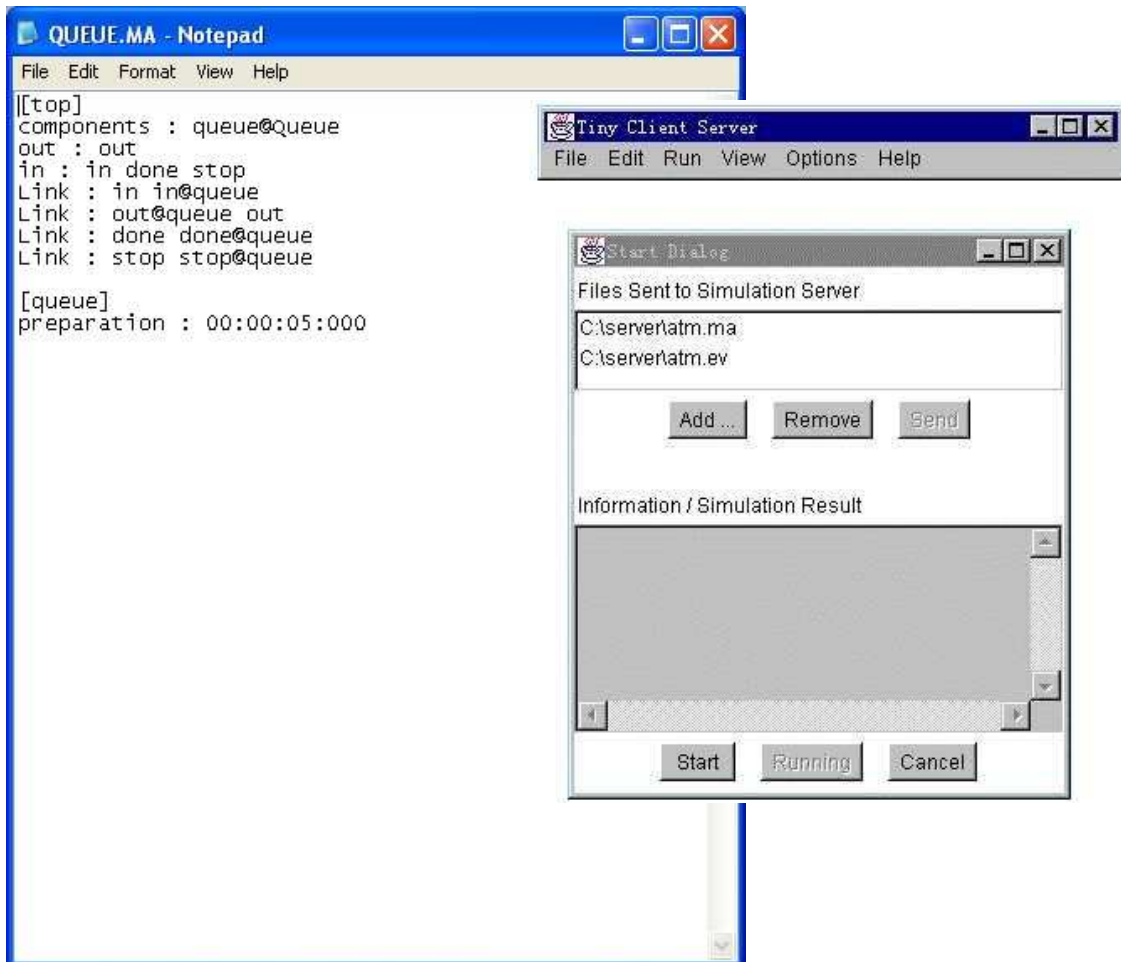 QUEUE.MA - Notepad
File Edit Format View Help
[top]
components : queue@Queue
out : out
in : in done stop
Link : in in@queue
Link : out@queue out
Link : done done@queue
Link : stop stop@queue
[queue]
preparation : 00:00:05:000
Tiny Client Server
File Edit Run View Options Help
Start Dialog
Files Sent to Simulation Server
C:\server\atm.ma
C:\server\atm.ev
Add ... Remove Send
Information / Simulation Result
Start Running Cancel